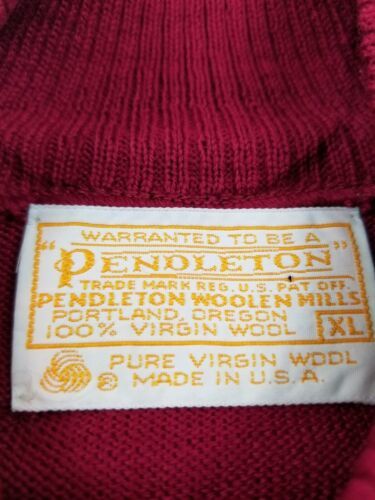 WARRANTED TO BE A
"PENDLETON"
TRADE MARK REG. U.S. PAT OFF.
PENDLETON WOOLEN MILLS
PORTLAND, OREGON
100% VIRGIN WOOL
XL
PURE VIRGIN WOOL
® MADE IN U.S.A.